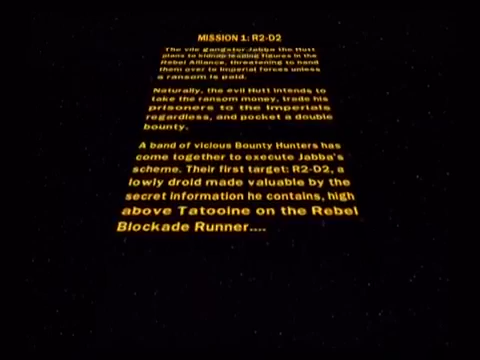 MISSION 1: R2-D2
The vile gangster Jabba the Hutt
plans to kidnap leading figures in the
Rebel Alliance, threatening to hand
them over to Imperial forces unless
a ransom is paid.
Naturally, the evil Hutt intends to
take the ransom money, trade his
prisoners to the Imperials
regardless, and pocket a double
bounty.
A band of vicious Bounty Hunters has
come together to execute Jabba's
scheme. Their first target: R2-D2, a
lowly droid made valuable by the
secret information he contains, high
above Tatooine on the Rebel
Blockade Runner....